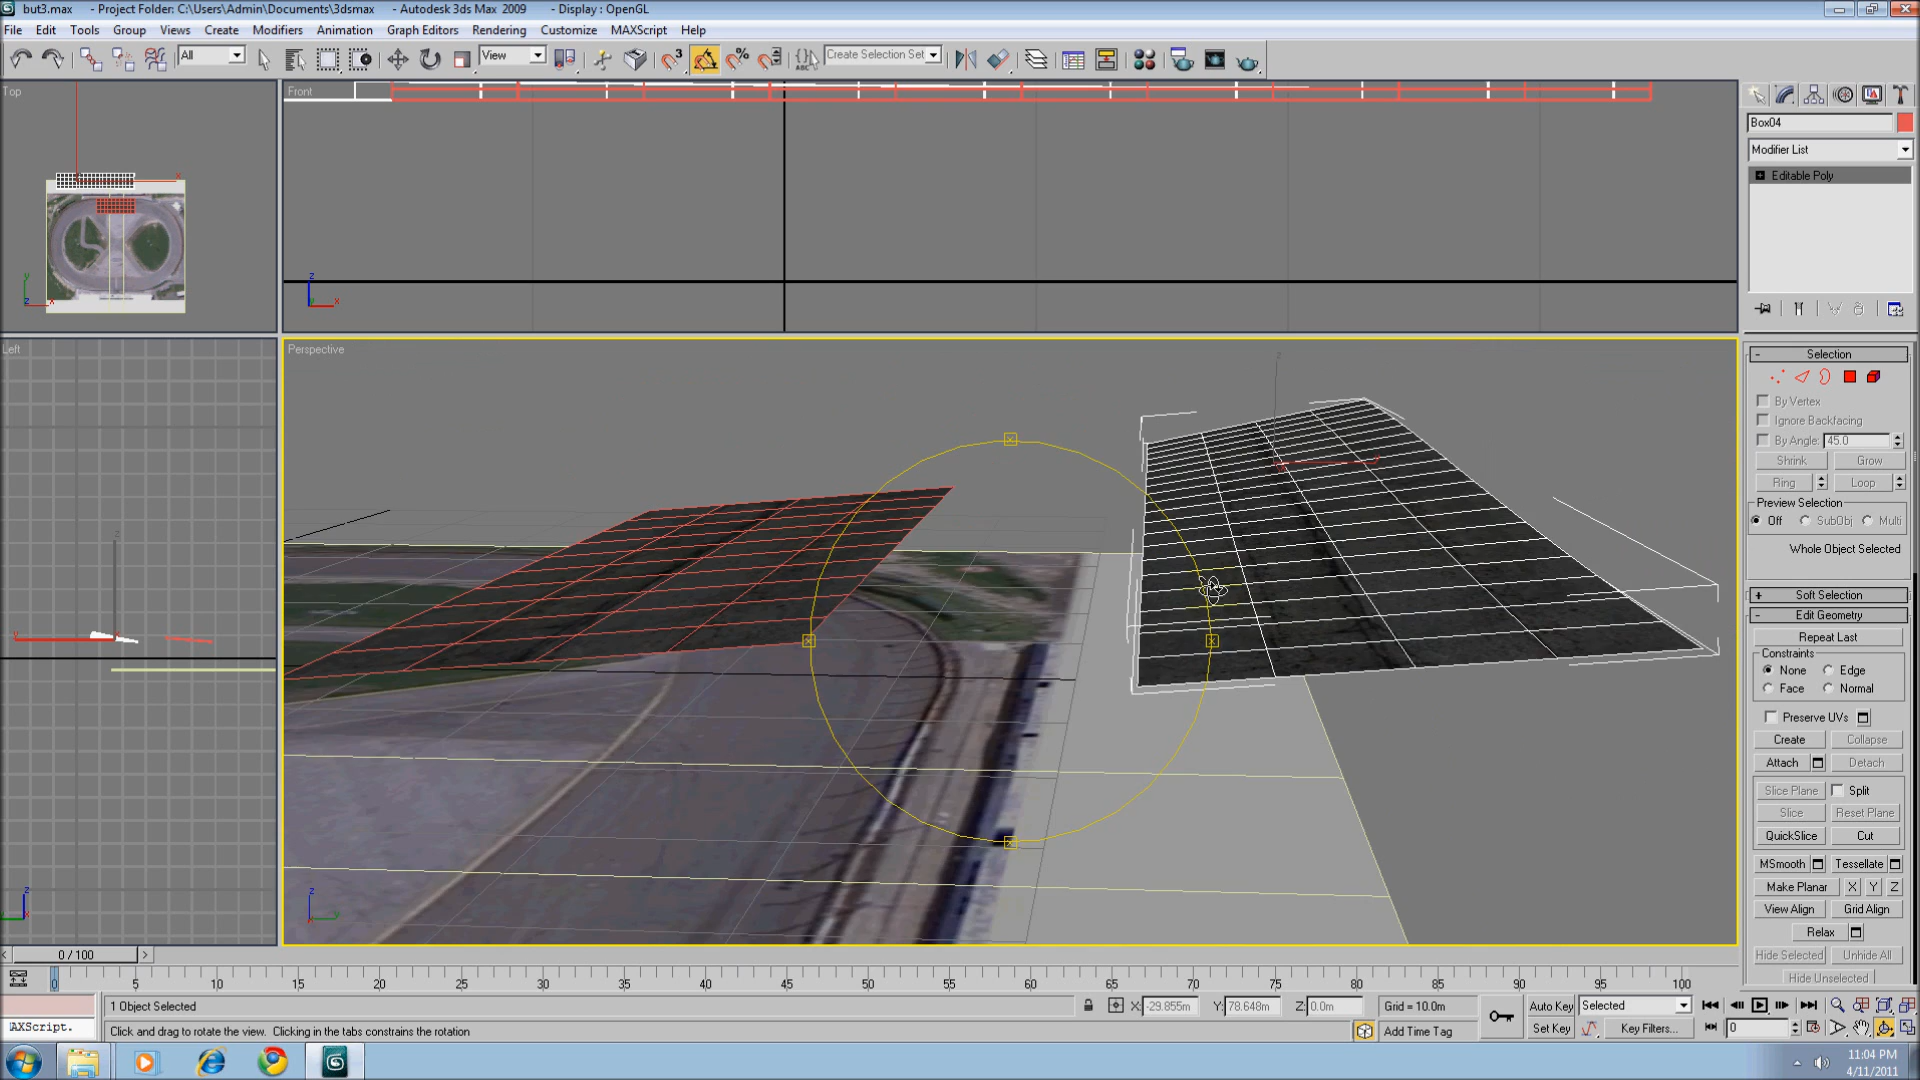 but3.max - Project Folder: C:\Users\Admin\Documents\3dsmax - Autodesk 3ds Max 2009 - Display : OpenGL
File Edit Tools Group Views Create Modifiers Animation Graph Editors Rendering Customize MAXScript Help
All View 3 % ABC Create Selection Set
Top Front
Box04
Modifier List
Editable Poly
Left Perspective
Selection
By Vertex
Ignore Backfacing
By Angle: 45.0
Shrink Grow
Ring Loop
Preview Selection
Off SubObj Multi
Whole Object Selected
+ Soft Selection
- Edit Geometry
Repeat Last
Constraints
None Edge
Face Normal
Preserve UVs
Create Collapse
Attach Detach
Slice Plane Split
Slice Reset Plane
QuickSlice Cut
MSmooth Tessellate
Make Planar X Y Z
View Align Grid Align
Relax
Hide Selected Unhide All
Hide Unselected
< 0 / 100 >
0 5 10 15 20 25 30 35 40 45 50 55 60 65 70 75 80 85 90 95 100
1 Object Selected X: -29.855m Y: 78.648m Z: 0.0m Grid = 10.0m Auto Key Selected
AXScript. Click and drag to rotate the view. Clicking in the tabs constrains the rotation Add Time Tag Set Key Key Filters... 0
11:04 PM
4/11/2011